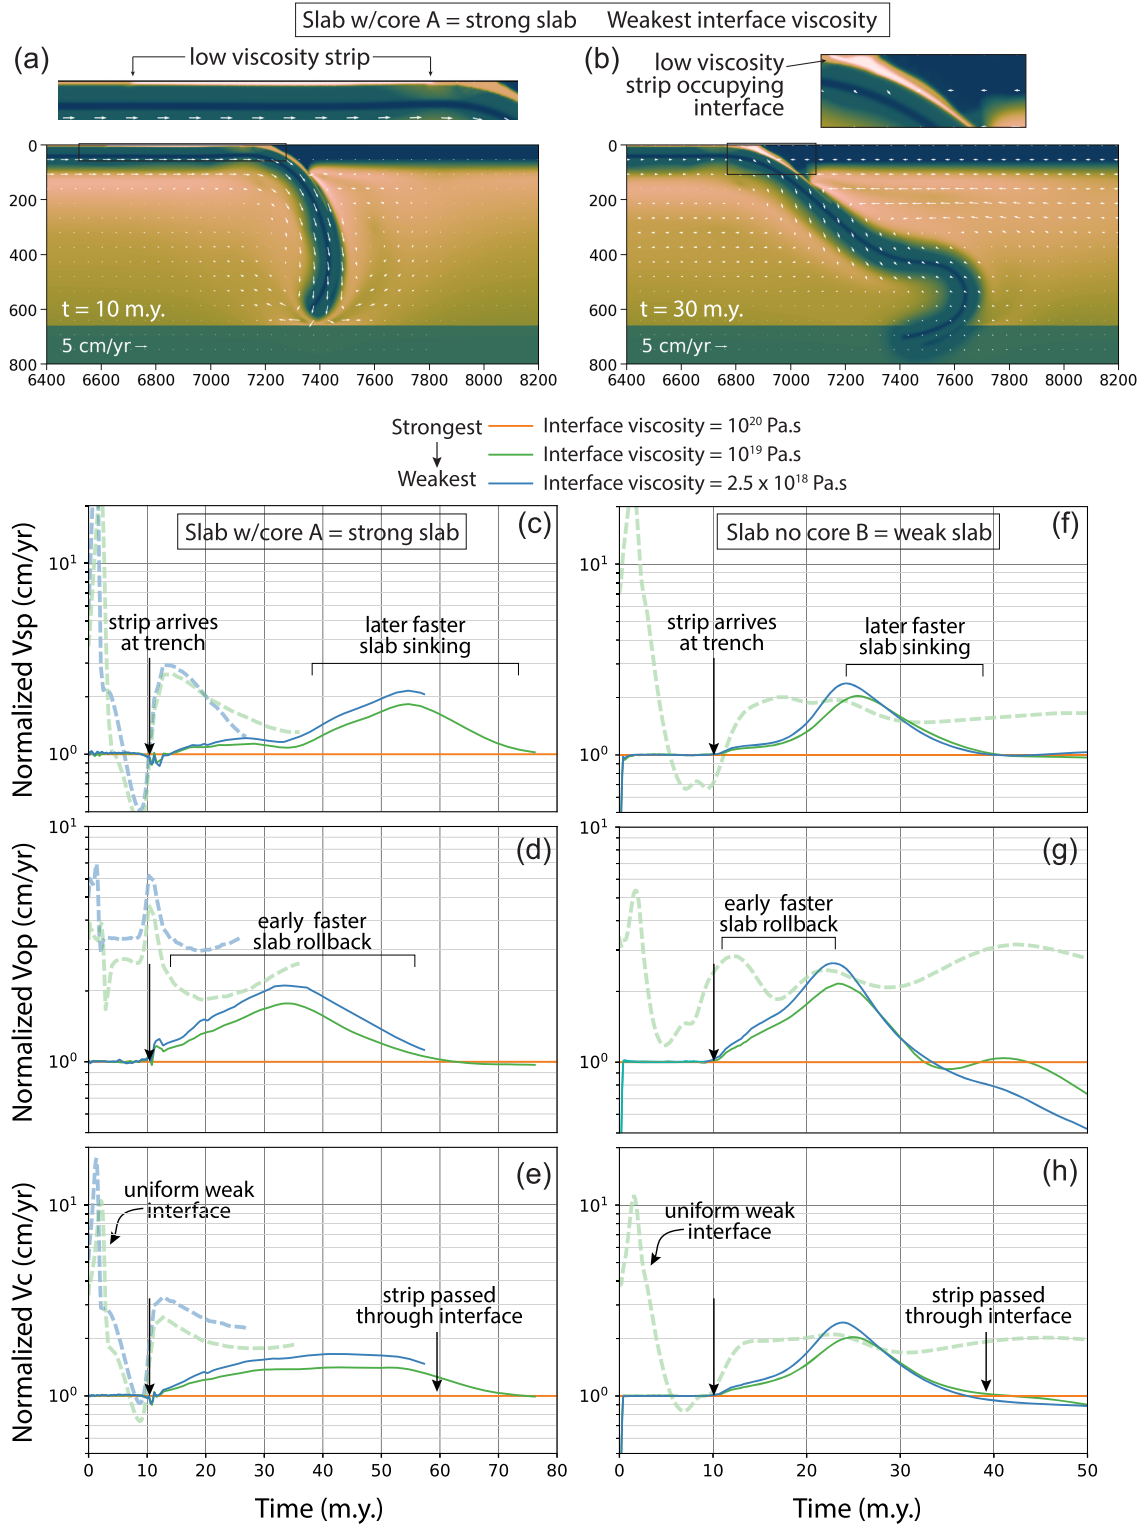 Slab w/core A = strong slab Weakest interface viscosity
(a)
low viscosity strip
(b)
low viscosity
strip occupying
interface
0
200
400
600
800
t = 10 m.y.
5 cm/yr→
6400 6600 6800 7000 7200 7400 7600 7800 8000 8200
0
200
400
600
800
t = 30 m.y.
5 cm/yr→
6400 6600 6800 7000 7200 7400 7600 7800 8000 8200
Strongest
Weakest
Interface viscosity = 10²⁰ Pa.s
Interface viscosity = 10¹⁹ Pa.s
Interface viscosity = 2.5 x 10¹⁸ Pa.s
Slab w/core A = strong slab
(c)
Normalized Vsp (cm/yr)
10¹
10⁰
strip arrives
at trench
later faster
slab sinking
Slab no core B = weak slab
(f)
10¹
10⁰
strip arrives
at trench
later faster
slab sinking
(d)
Normalized Vop (cm/yr)
10¹
10⁰
early faster
slab rollback
(g)
10¹
10⁰
early faster
slab rollback
(e)
Normalized Vc (cm/yr)
10¹
10⁰
uniform weak
interface
strip passed
through interface
0 10 20 30 40 50 60 70 80
Time (m.y.)
(h)
10¹
10⁰
uniform weak
interface
strip passed
through interface
0 10 20 30 40 50
Time (m.y.)